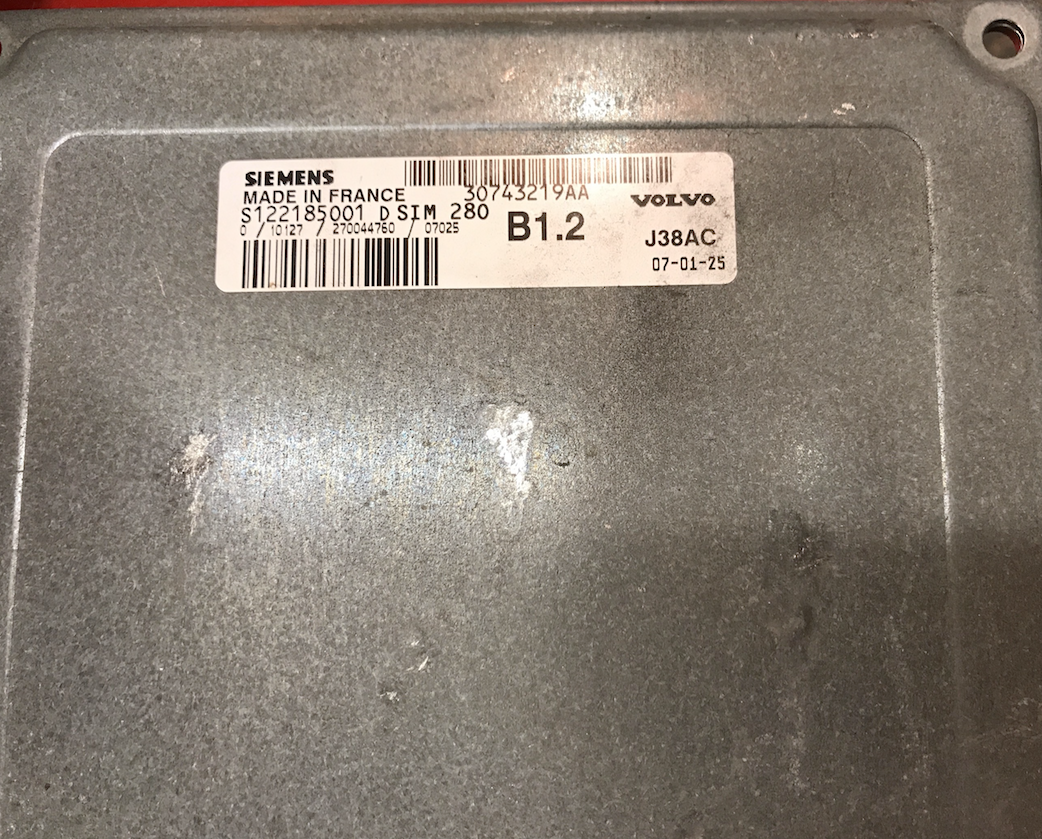 SIEMENS
MADE IN FRANCE 30743219AA VOLVO
S122185001 D SIM 280 B1.2
0 / 10127 / 270044760 / 07025 J38AC
07-01-25